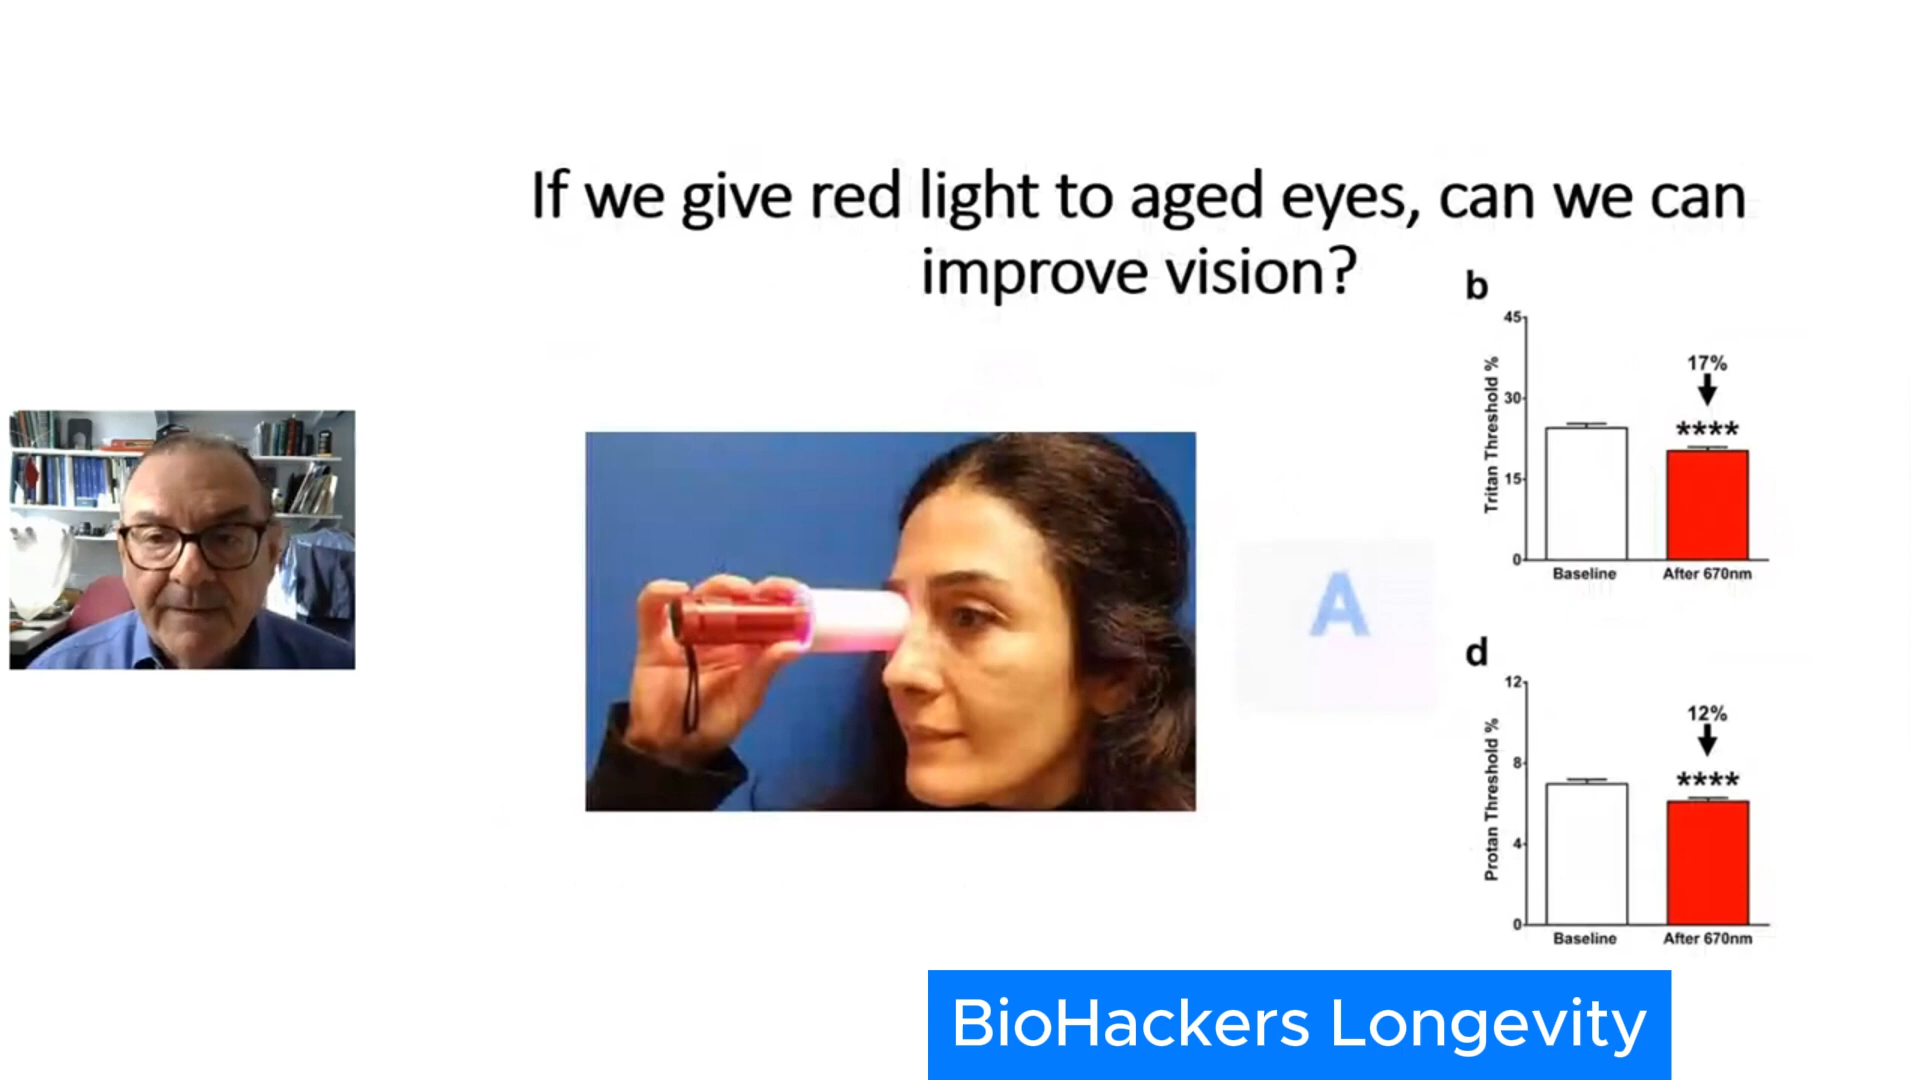 If we give red light to aged eyes, can we can
improve vision?
b
45
30
15
0
Tritan Threshold %
17%
****
Baseline
After 670nm
A
d
12
8
4
0
Protan Threshold %
12%
****
Baseline
After 670nm
BioHackers Longevity